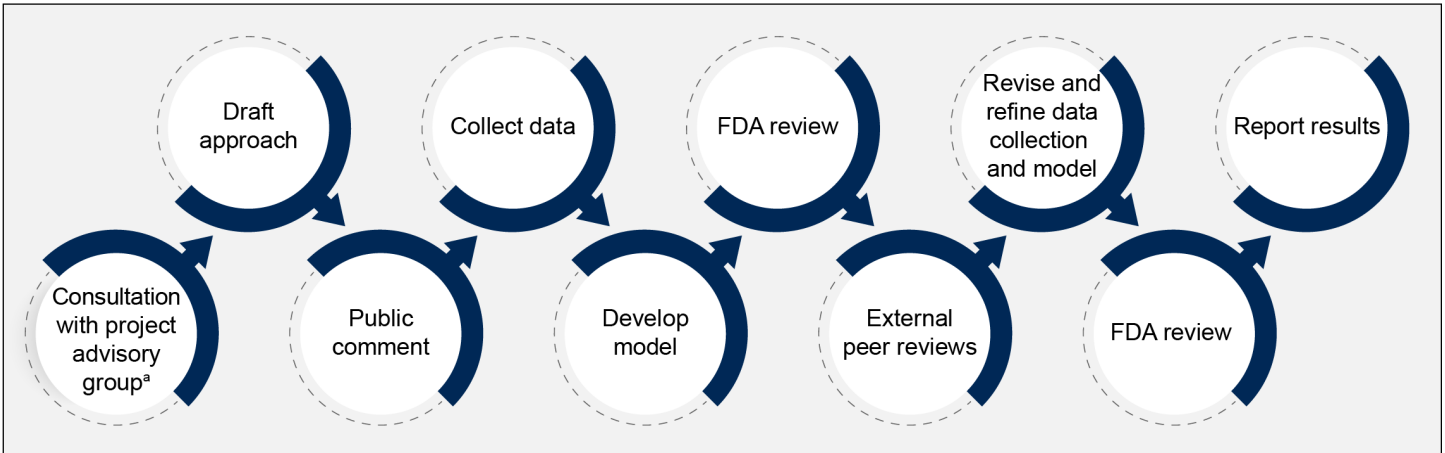 Consultation
with project
advisory
groupᵃ
Draft
approach
Public
comment
Collect data
Develop
model
FDA review
External
peer reviews
Revise and
refine data
collection
and model
FDA review
Report results